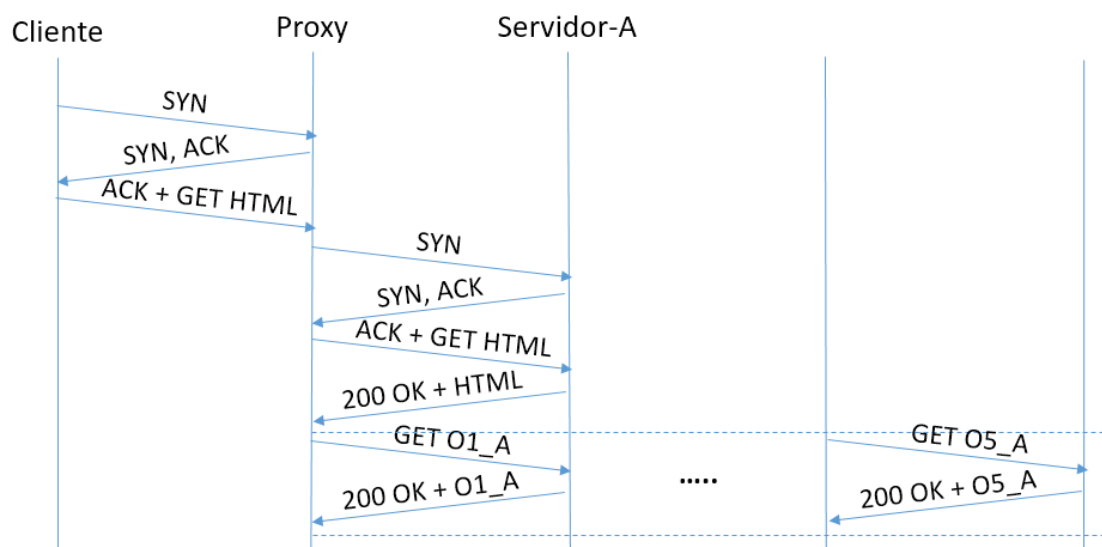 Cliente
Proxy
Servidor-A
SYN
SYN, ACK
ACK + GET HTML
SYN
SYN, ACK
ACK + GET HTML
200 OK + HTML
GET O1_A
GET O5_A
.....
200 OK + O1_A
200 OK + O5_A